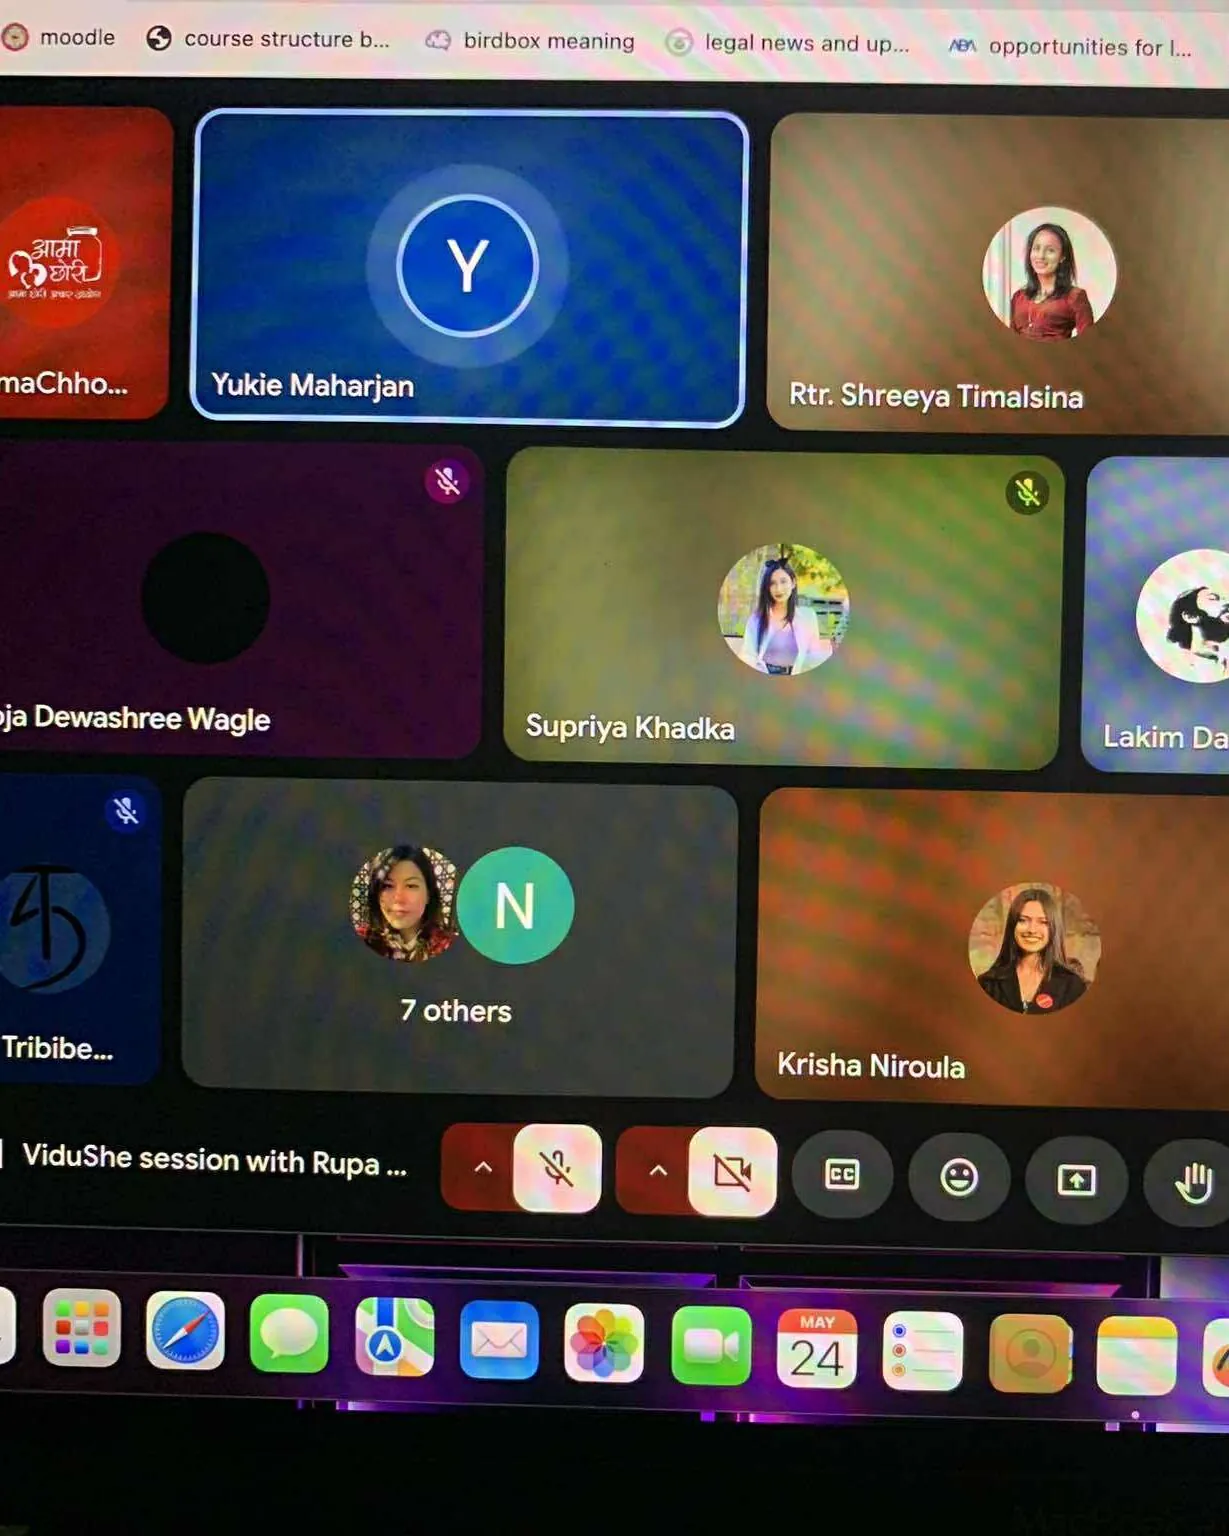 moodle
course structure b...
birdbox meaning
legal news and up...
opportunities for l...
आमा
छोरी
maChho...
Y
Yukie Maharjan
Rtr. Shreeya Timalsina
ja Dewashree Wagle
Supriya Khadka
Lakim Da
Tribibe...
N
7 others
Krisha Niroula
ViduShe session with Rupa ...
CC
MAY
24